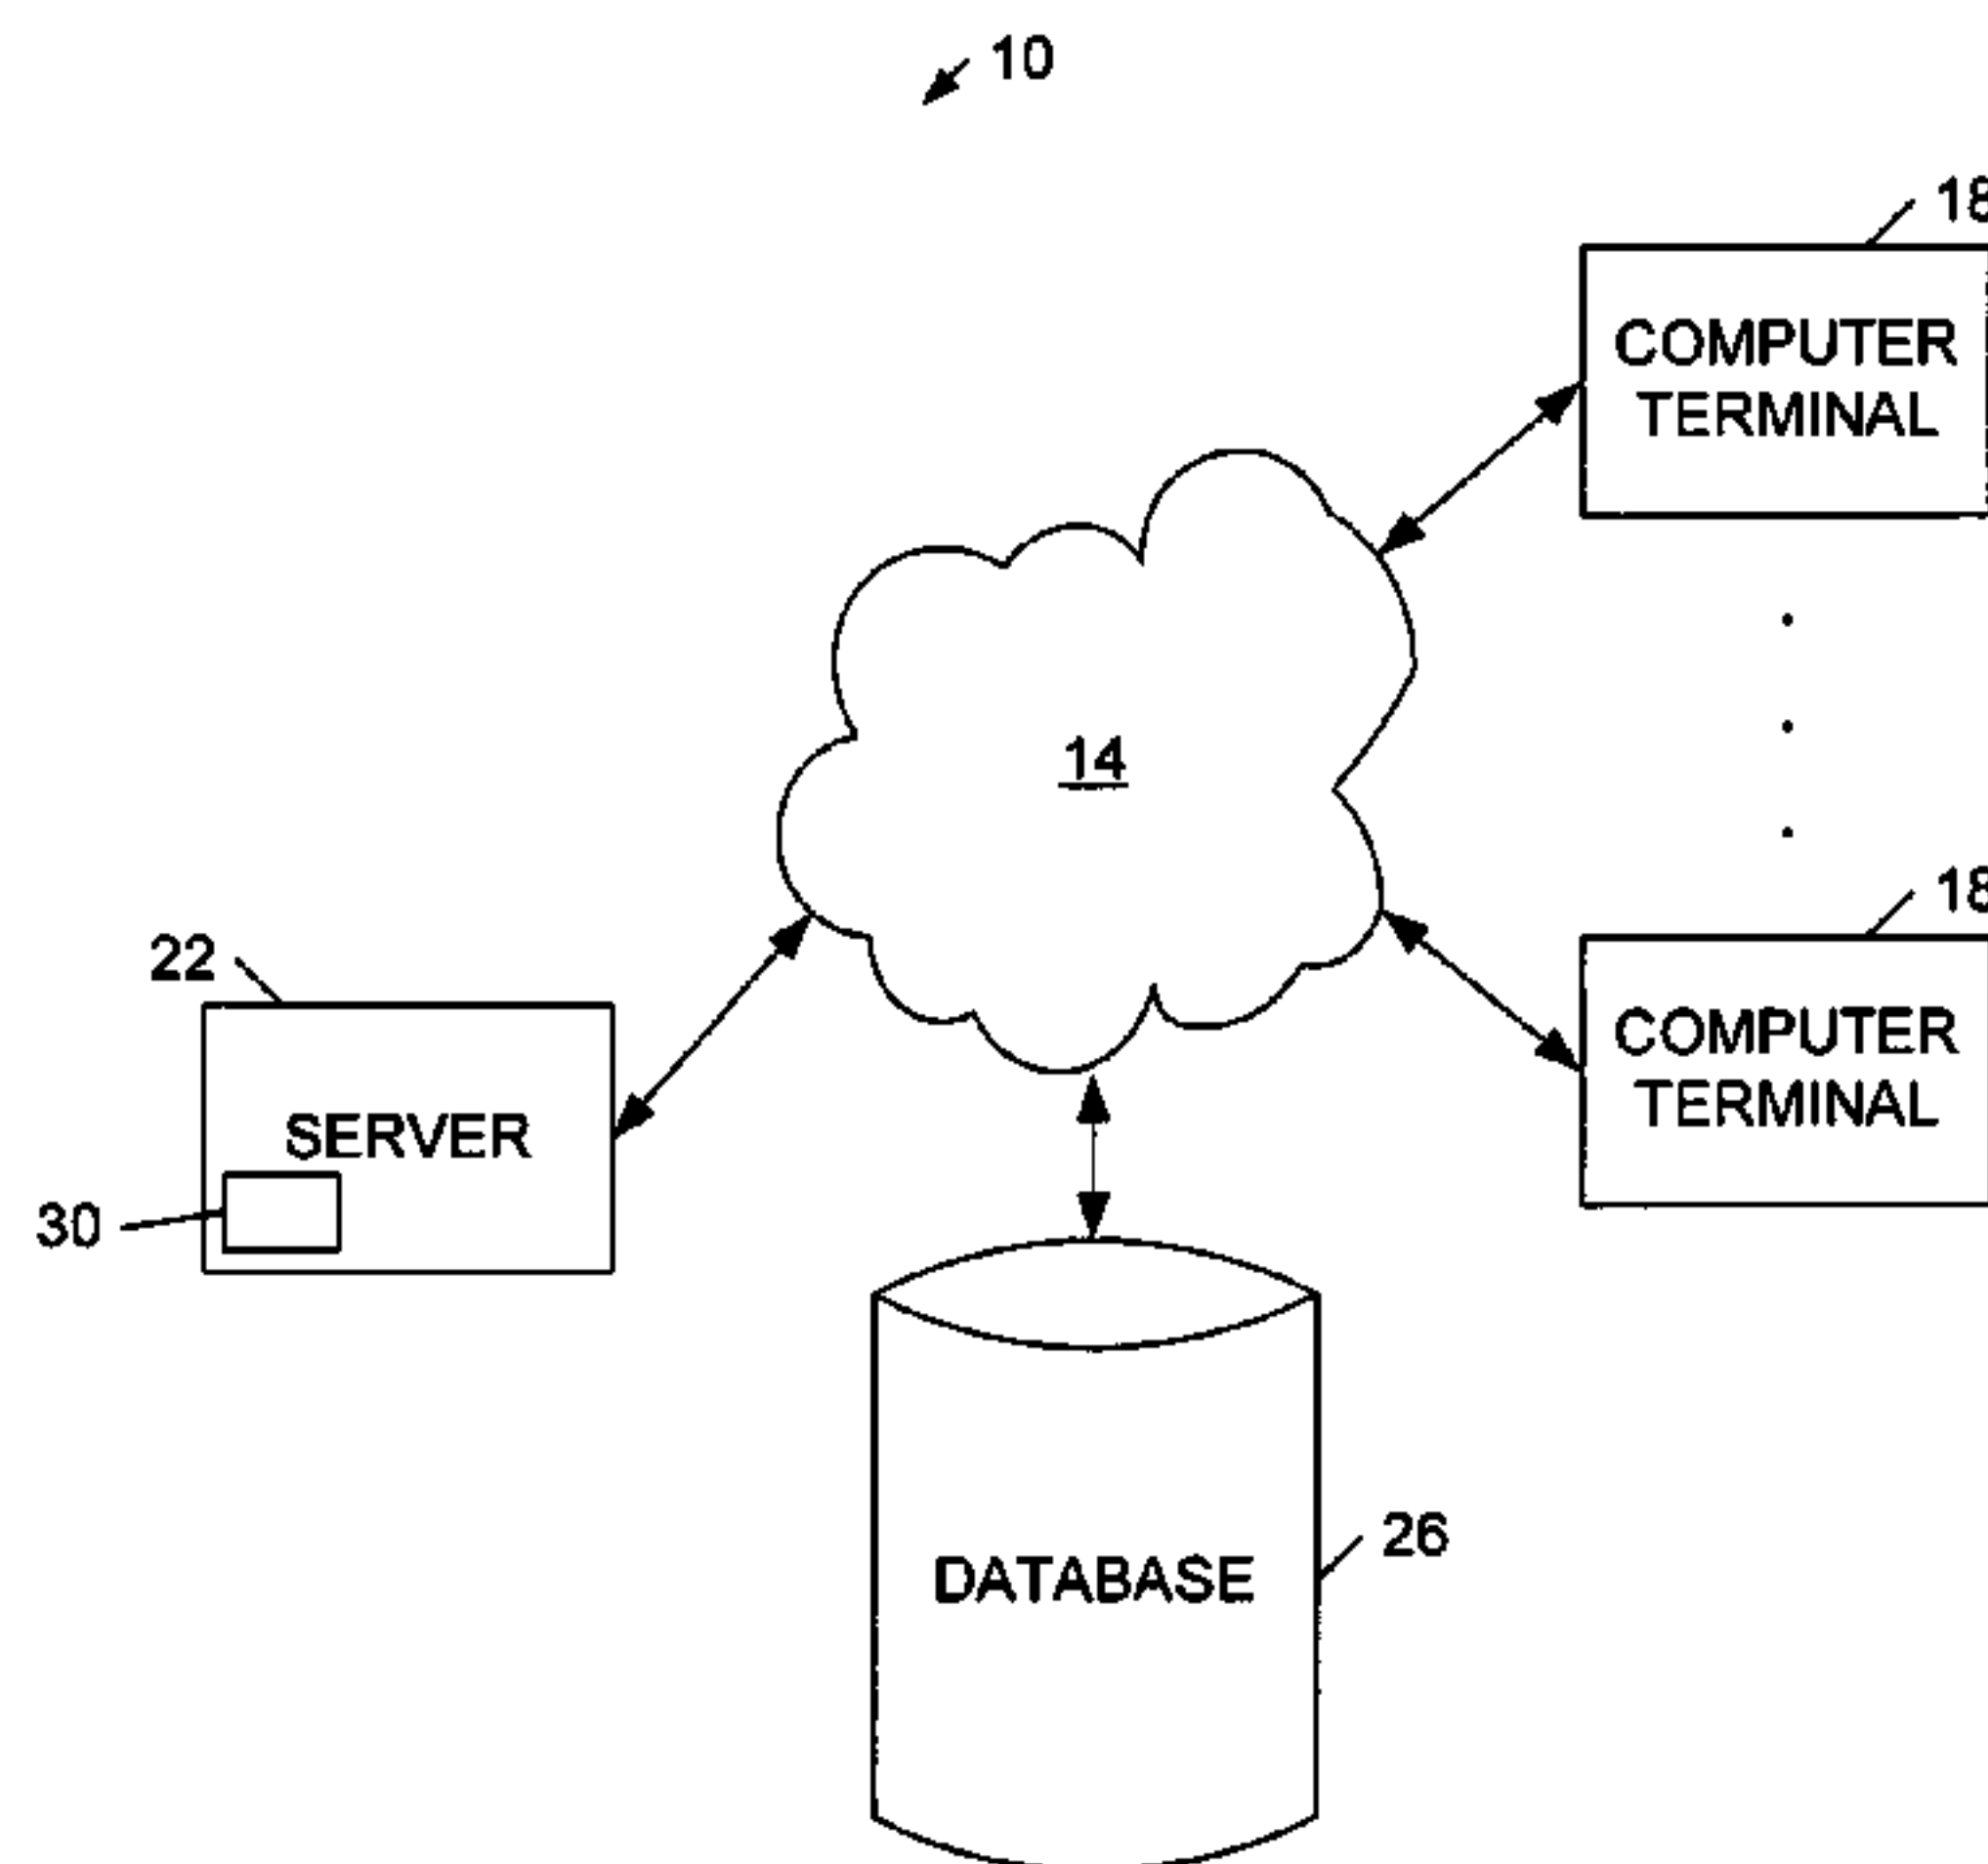 10
18
COMPUTER
TERMINAL
14
18
22
COMPUTER
TERMINAL
SERVER
30
26
DATABASE